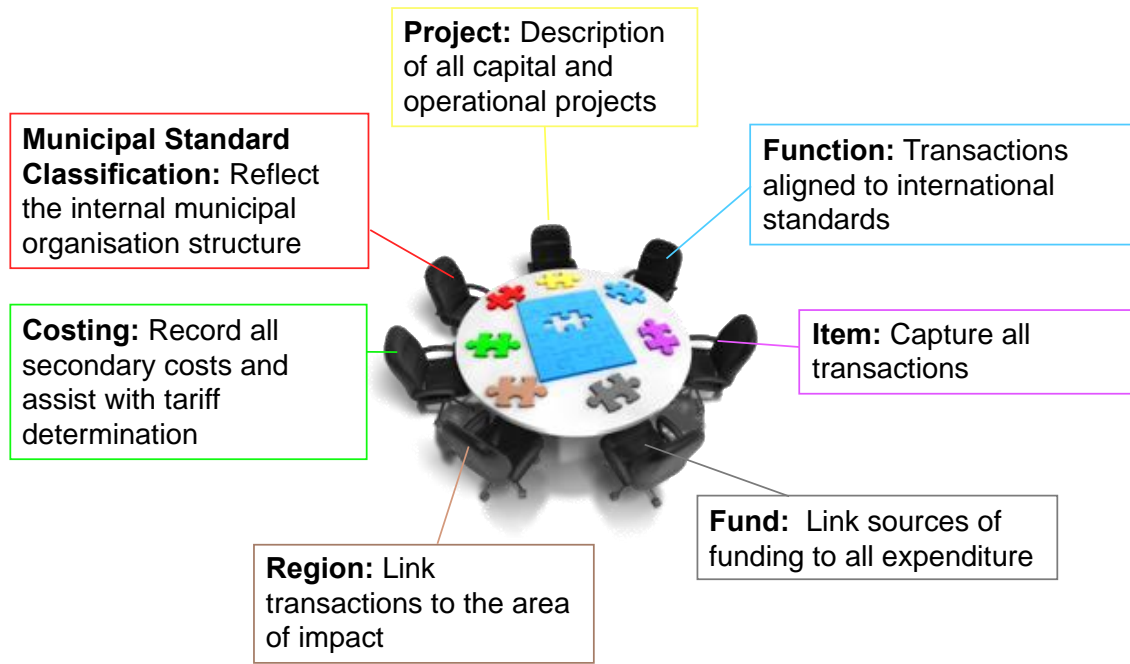 Project: Description
of all capital and
operational projects
Municipal Standard
Classification: Reflect
the internal municipal
organisation structure
Function: Transactions
aligned to international
standards
Costing: Record all
secondary costs and
assist with tariff
determination
Item: Capture all
transactions
Fund:  Link sources of
funding to all expenditure
Region: Link
transactions to the area
of impact